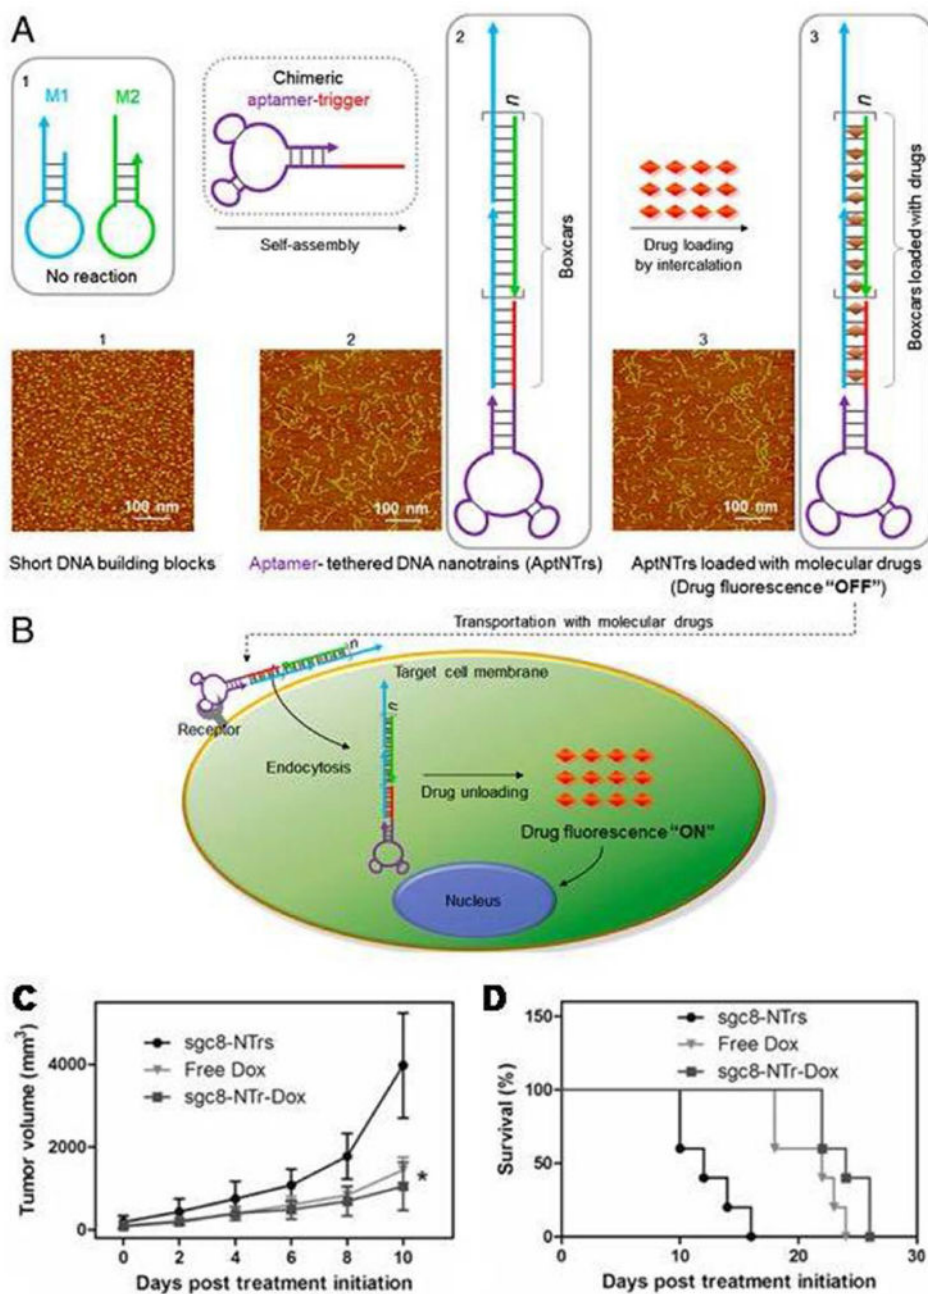 A
1
M1 M2
No reaction
Chimeric
aptamer-trigger
Self-assembly
2
n
Boxcars
Drug loading
by intercalation
3
n
Boxcars loaded with drugs
1
100 nm
2
100 nm
3
100 nm
Short DNA building blocks
Aptamer- tethered DNA nanotrains (AptNTrs)
AptNTrs loaded with molecular drugs
(Drug fluorescence “OFF”)
B
Transportation with molecular drugs
n
Target cell membrane
Receptor
n
Endocytosis
Drug unloading
Drug fluorescence “ON”
Nucleus
C
Tumor volume (mm³)
4000
2000
0
sgc8-NTrs
Free Dox
sgc8-NTr-Dox
*
0 2 4 6 8 10
Days post treatment initiation
D
Survival (%)
150
100
50
0
sgc8-NTrs
Free Dox
sgc8-NTr-Dox
0 10 20 30
Days post treatment initiation